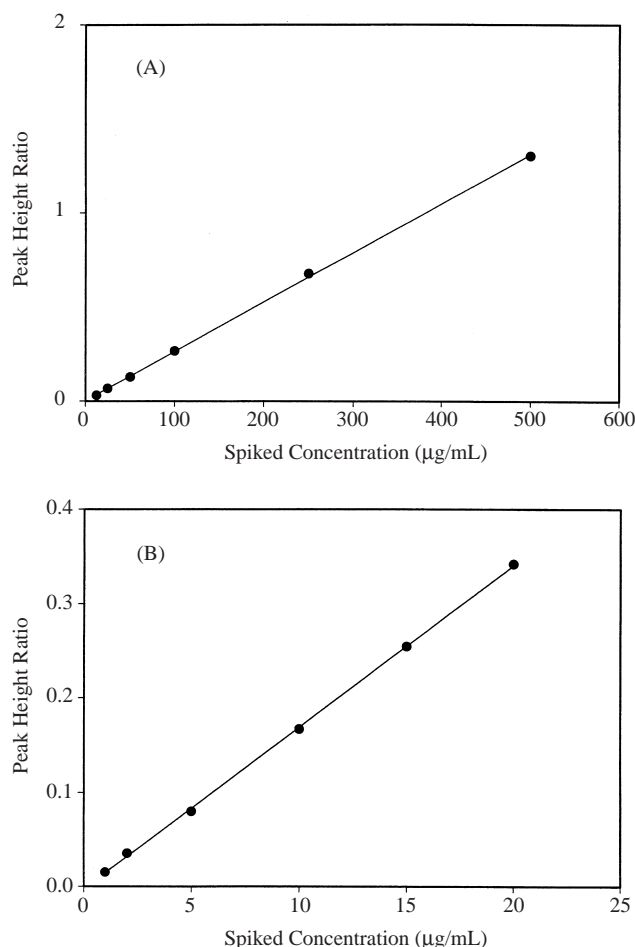 2
(A)
1
Peak Height Ratio
0
0 100 200 300 400 500 600
Spiked Concentration (μg/mL)
0.4
(B)
0.3
0.2
Peak Height Ratio
0.1
0.0
0 5 10 15 20 25
Spiked Concentration (μg/mL)